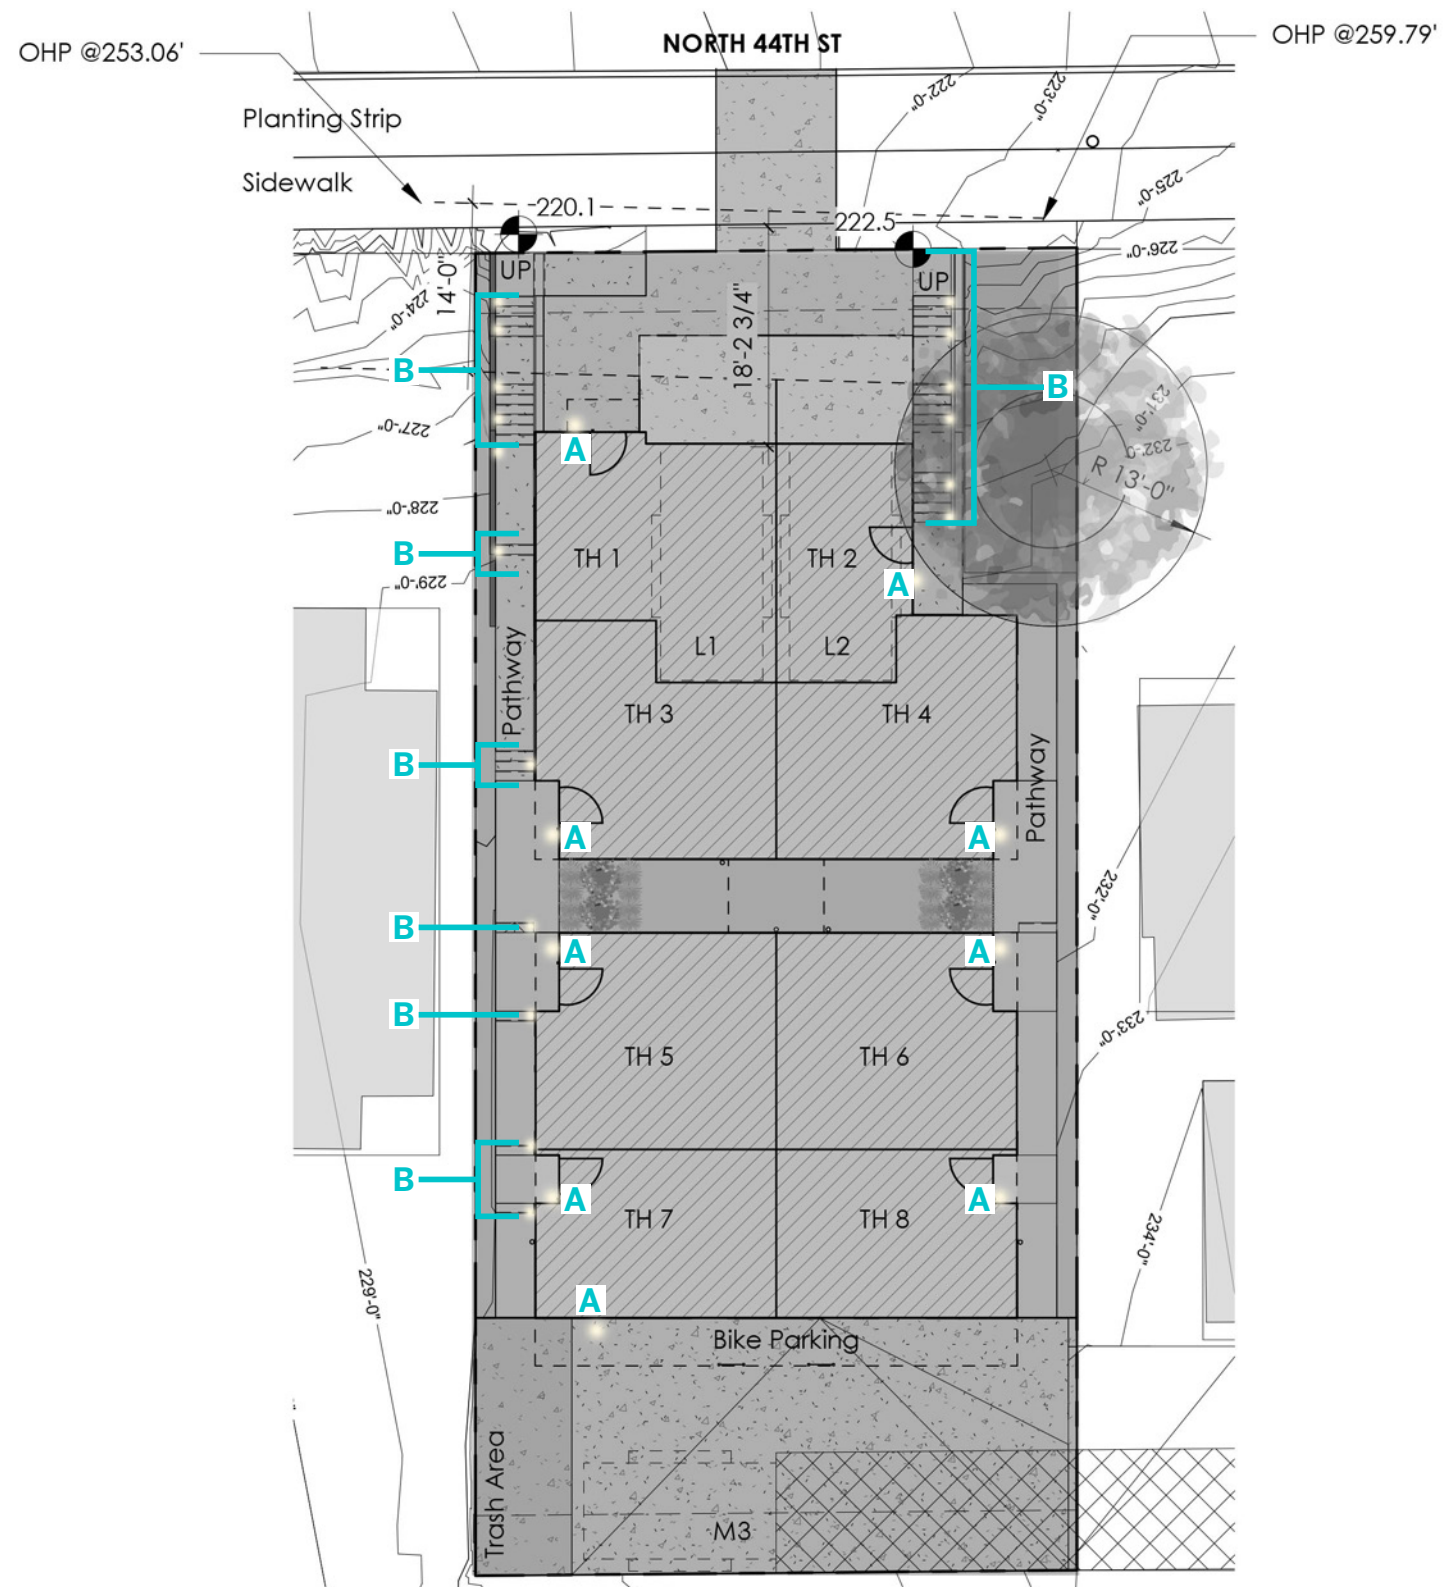 NORTH 44TH ST
OHP @253.06'
OHP @259.79'
222'-0"
223'-0"
Planting Strip
Sidewalk
225'-0"
220.1
222.5
226'-0"
UP
UP
14'-0"
224'-0"
18'-2 3/4"
B
B
231'-0"
227'-0"
A
232'-0"
R 13'-0"
228'-0"
B
TH 1
TH 2
229'-0"
A
L1
L2
Pathway
TH 3
TH 4
B
Pathway
A
A
232'-0"
B
A
A
B
233'-0"
TH 5
TH 6
B
A
A
TH 7
TH 8
234'-0"
229'-0"
A
Bike Parking
Trash Area
M3